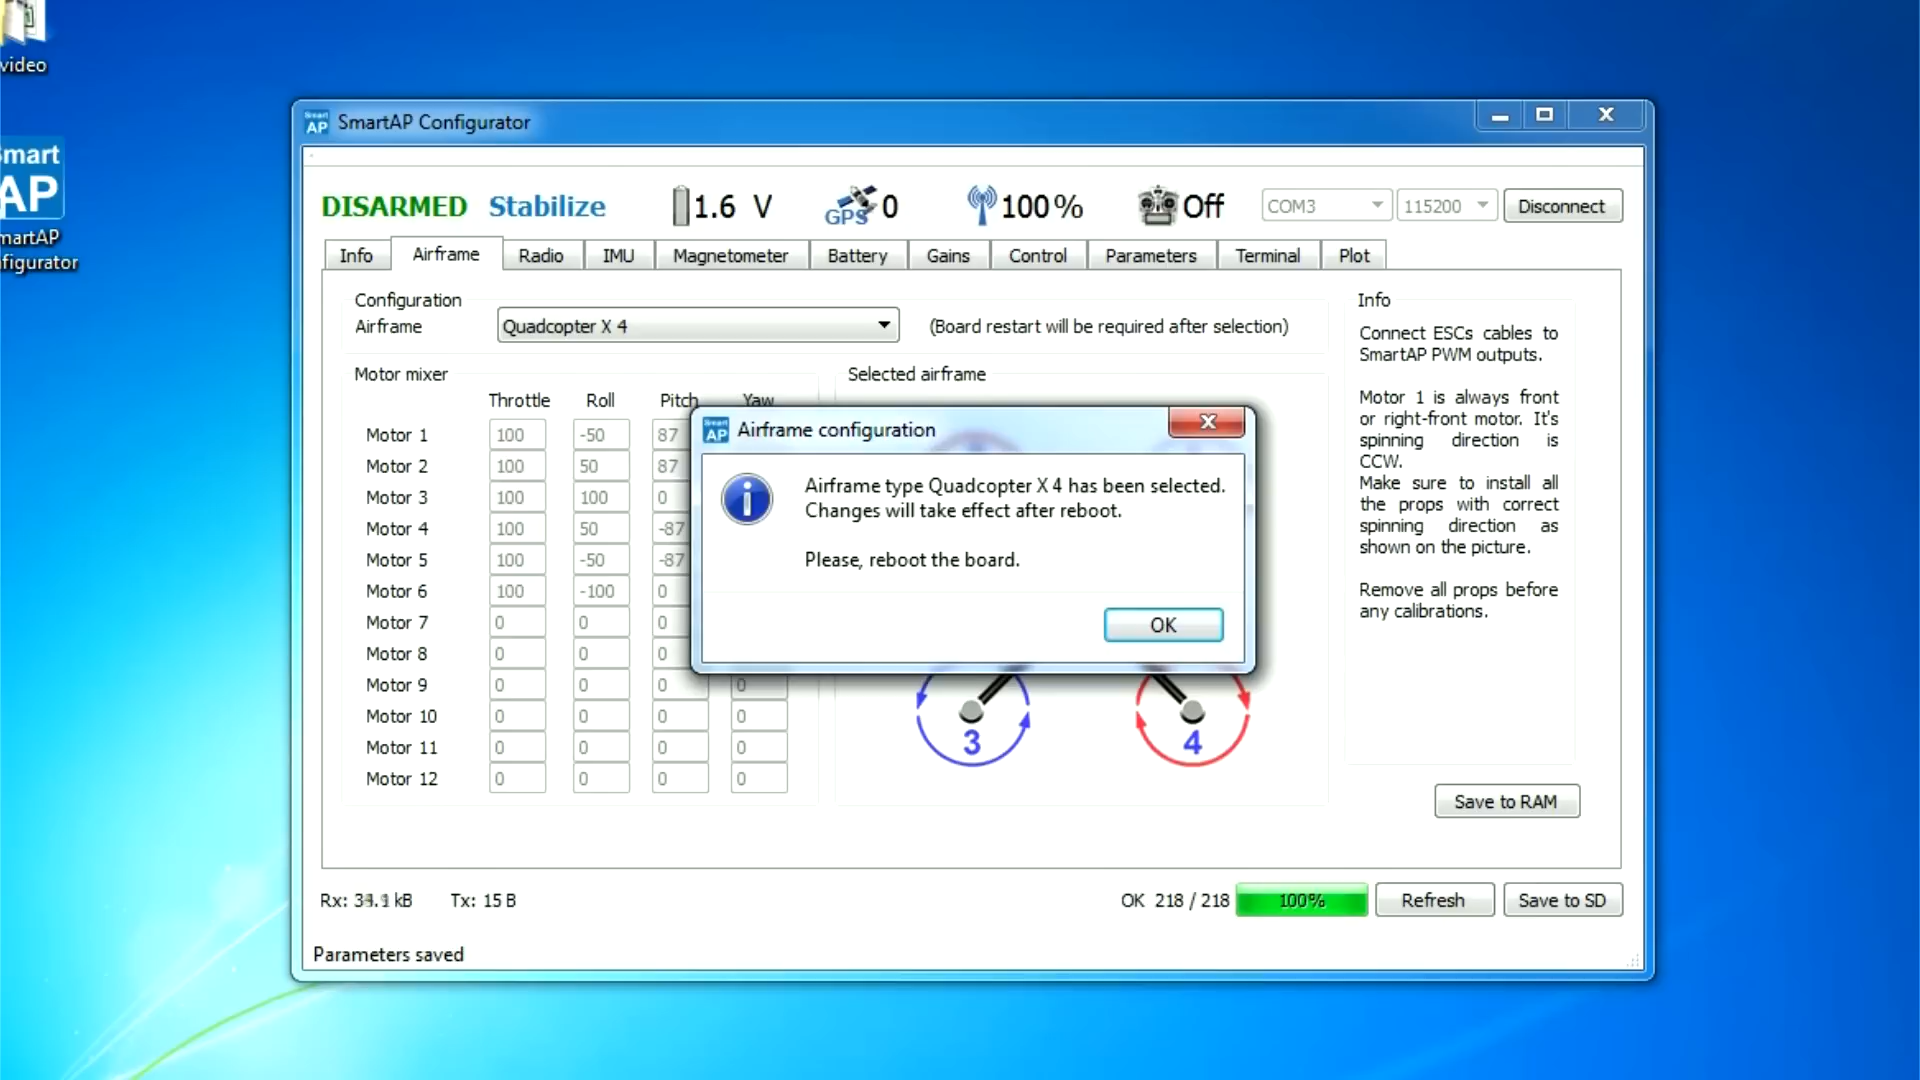 video
Smart
AP
SmartAP Configurator
DISARMED Stabilize 1.6 V GPS 0 100% Off COM3 115200 Disconnect
Info Airframe Radio IMU Magnetometer Battery Gains Control Parameters Terminal Plot
Configuration
Airframe Quadcopter X 4 (Board restart will be required after selection)
Motor mixer
Throttle Roll Pitch Yaw
Motor 1 100 -50 87
Motor 2 100 50 87
Motor 3 100 100 0
Motor 4 100 50 -87
Motor 5 100 -50 -87
Motor 6 100 -100 0
Motor 7 0 0 0
Motor 8 0 0 0
Motor 9 0 0 0 0
Motor 10 0 0 0 0
Motor 11 0 0 0 0
Motor 12 0 0 0 0
Selected airframe
Smart
AP
Airframe configuration
Airframe type Quadcopter X 4 has been selected.
Changes will take effect after reboot.
Please, reboot the board.
OK
3 4
Info
Connect ESCs cables to
SmartAP PWM outputs.
Motor 1 is always front
or right-front motor. It's
spinning direction is
CCW.
Make sure to install all
the props with correct
spinning direction as
shown on the picture.
Remove all props before
any calibrations.
Save to RAM
Rx: kB Tx: 15 B OK 218 / 218 100% Refresh Save to SD
Parameters saved